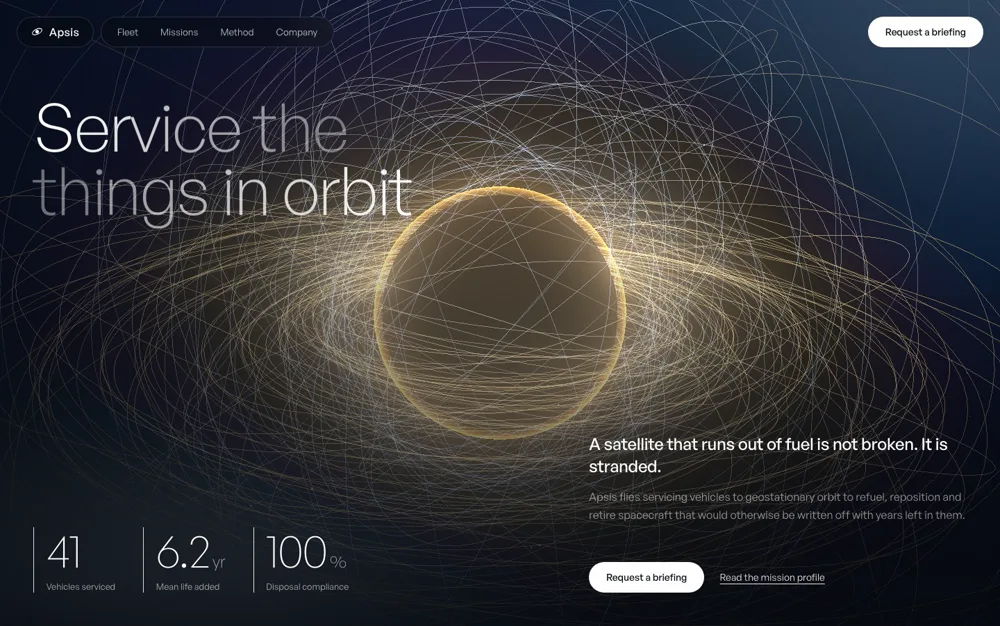 Apsis
Fleet
Missions
Method
Company
Request a briefing
Service the
things in orbit
A satellite that runs out of fuel is not broken. It is
stranded.
Apsis flies servicing vehicles to geostationary orbit to refuel, reposition and
retire spacecraft that would otherwise be written off with years left in them.
41
Vehicles serviced
6.2 yr
Mean life added
100 %
Disposal compliance
Request a briefing
Read the mission profile